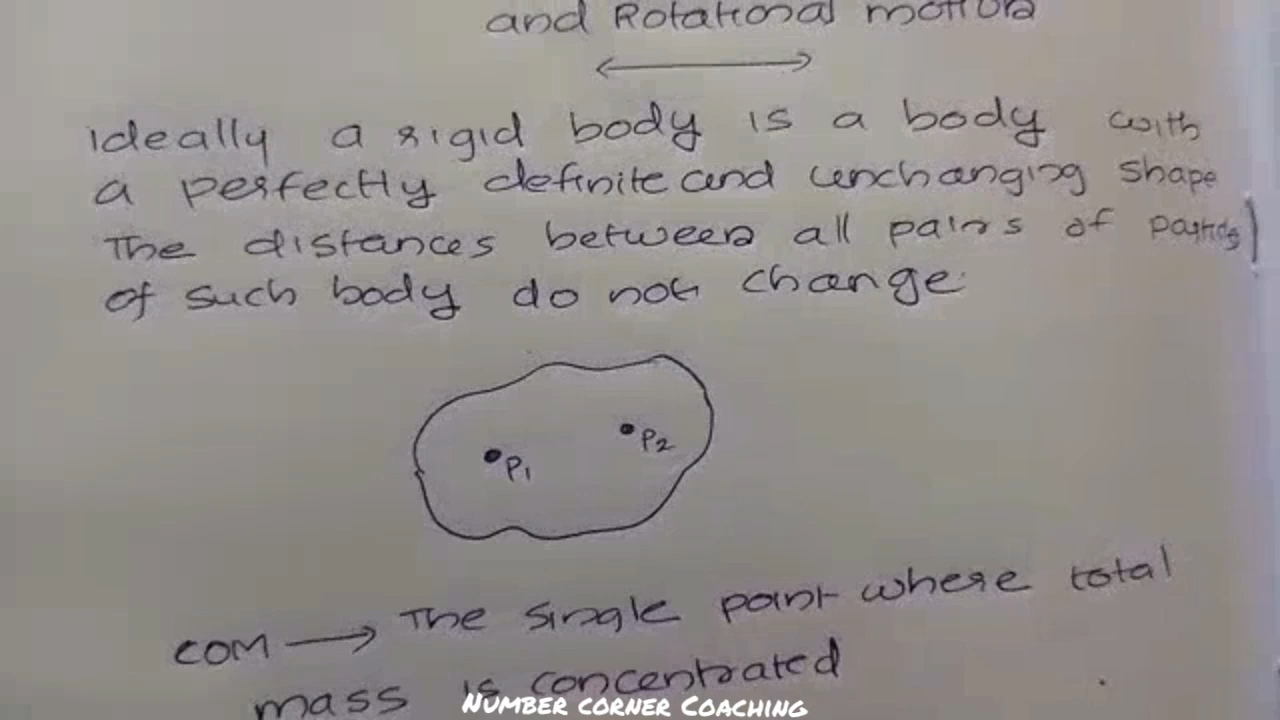 and Rotational motion
ideally a rigid body is a body with
a perfectly definite and unchanging shape
The distances between all pairs of
of such body do not change.
P1
P2
COM → The single point where total
mass is concentrated
NUMBER CORNER COACHING